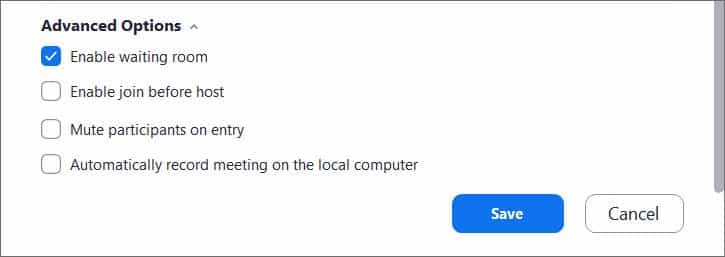 Advanced Options
Enable waiting room
Enable join before host
Mute participants on entry
Automatically record meeting on the local computer
Save Cancel